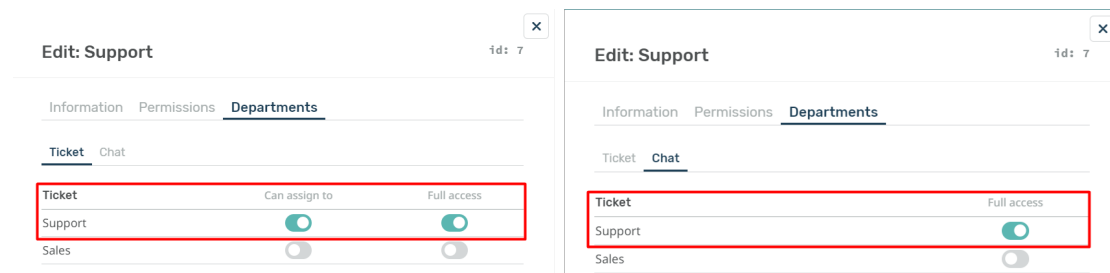 Edit: Support
id: 7
Information Permissions Departments
Ticket Chat
Ticket Can assign to Full access
Support
Sales
Edit: Support
id: 7
Information Permissions Departments
Ticket Chat
Ticket Full access
Support
Sales